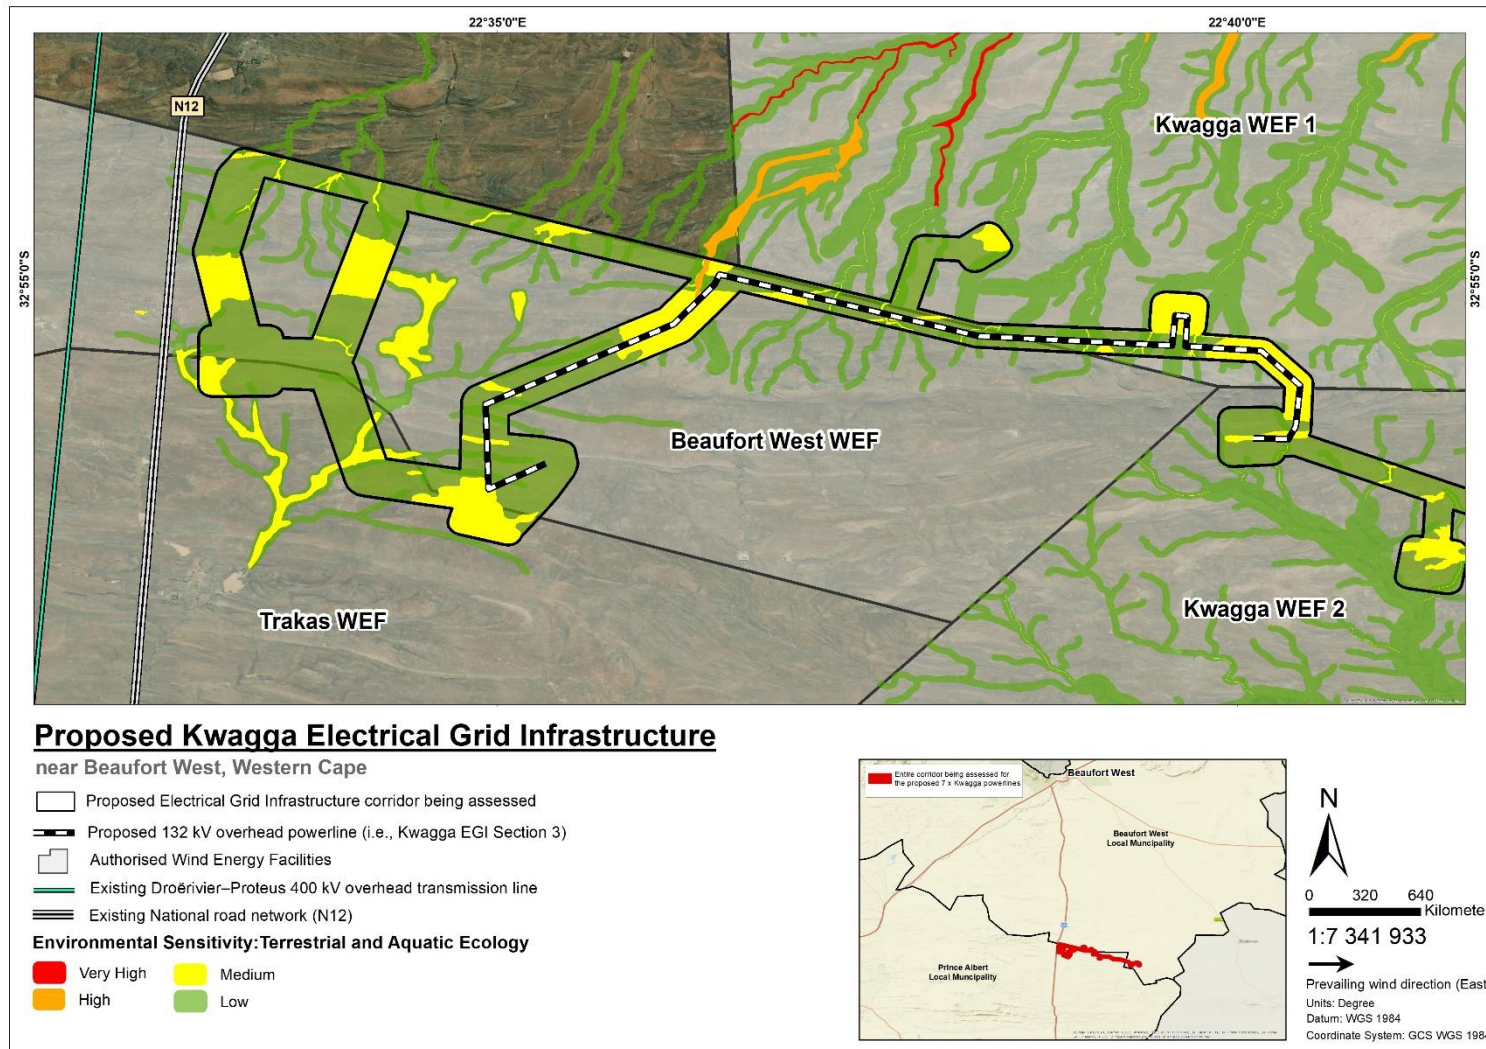 22°35'0"E
22°40'0"E
N12
Kwagga WEF 1
32°55'0"S
32°55'0"S
Beaufort West WEF
Trakas WEF
Kwagga WEF 2
Proposed Kwagga Electrical Grid Infrastructure
near Beaufort West, Western Cape
Proposed Electrical Grid Infrastructure corridor being assessed
Proposed 132 kV overhead powerline (i.e., Kwagga EGI Section 3)
Authorised Wind Energy Facilities
Existing Droërivier–Proteus 400 kV overhead transmission line
Existing National road network (N12)
Environmental Sensitivity:Terrestrial and Aquatic Ecology
Very High
Medium
High
Low
Entire corridor being assessed for
the proposed 7 x Kwagga powerlines
Beaufort West
Beaufort West
Local Muncipality
Prince Albert
Local Muncipality
N
0 320 640
Kilomete
1:7 341 933
Prevailing wind direction (East
Units: Degree
Datum: WGS 1984
Coordinate System: GCS WGS 1984